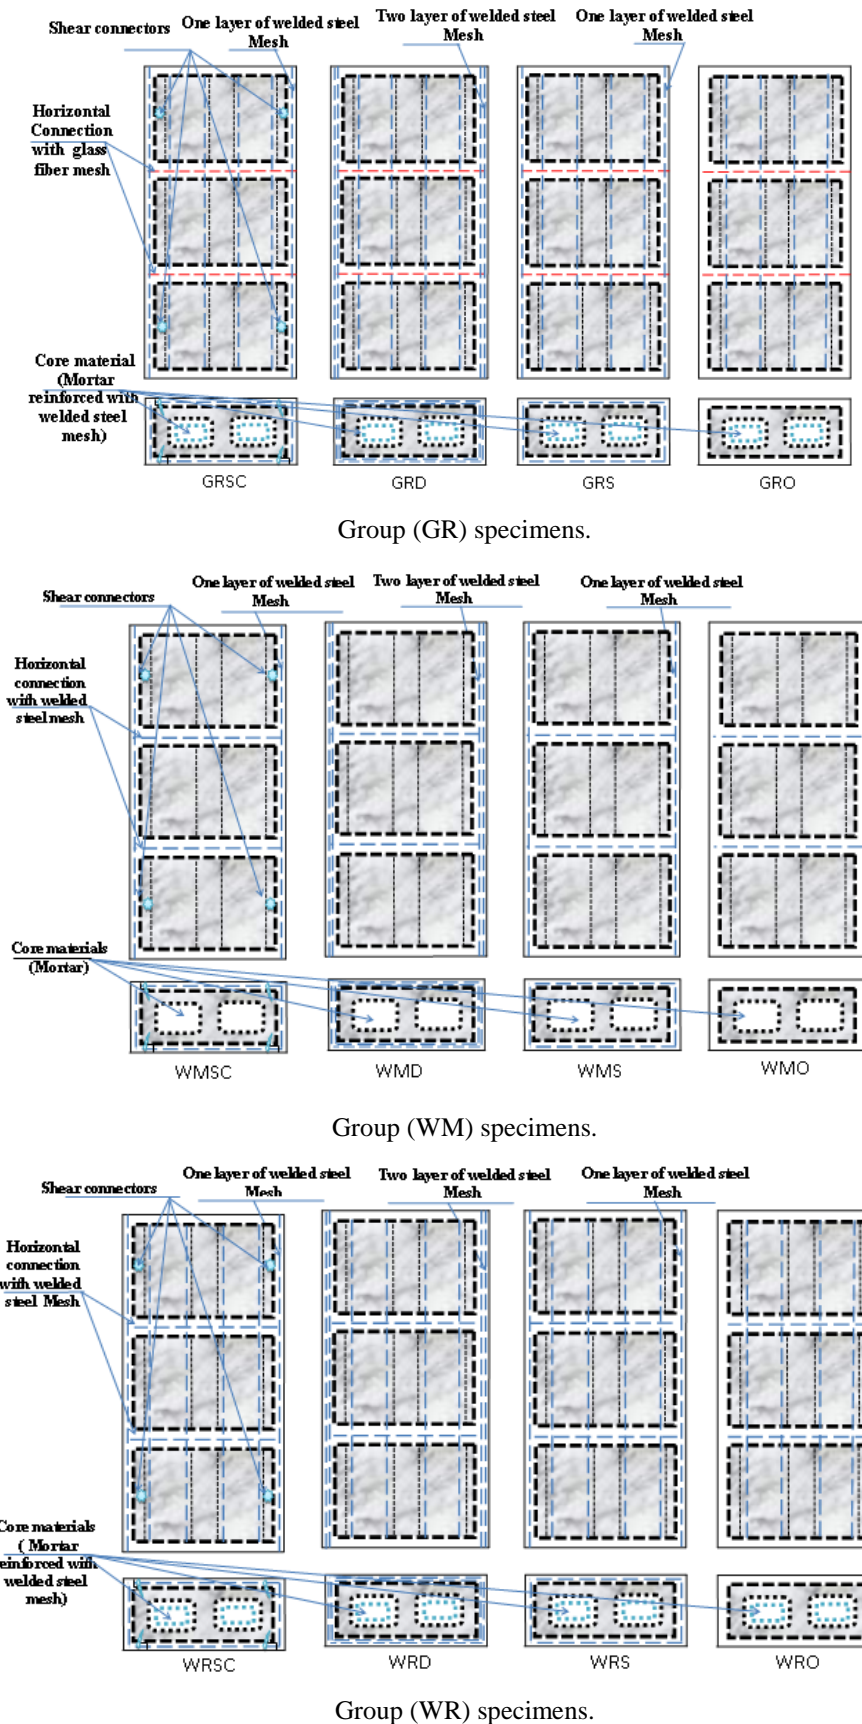 Shear connectors
One layer of welded steel
Mesh
Two layer of welded steel
Mesh
One layer of welded steel
Mesh
Horizontal
Connection
with glass
fiber mesh
Core material
(Mortar
reinforced with
welded steel
mesh)
GRSC
GRD
GRS
GRO
Group (GR) specimens.
Shear connectors
One layer of welded steel
Mesh
Two layer of welded steel
Mesh
One layer of welded steel
Mesh
Horizontal
connection
with welded
steel mesh
Core materials
(Mortar)
WMSC
WMD
WMS
WMO
Group (WM) specimens.
Shear connectors
One layer of welded steel
Mesh
Two layer of welded steel
Mesh
One layer of welded steel
Mesh
Horizontal
connection
with welded
steel Mesh
Core materials
( Mortar
reinforced with
welded steel
mesh)
WRSC
WRD
WRS
WRO
Group (WR) specimens.